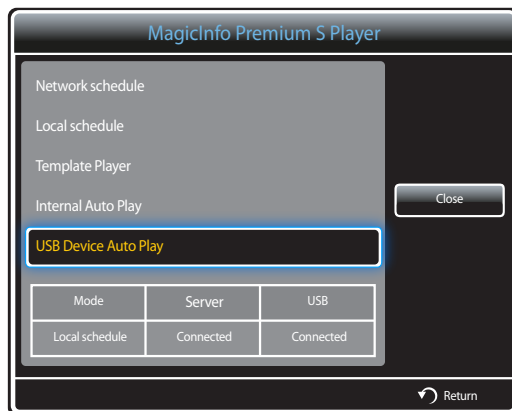 MagicInfo Premium S Player
Network schedule
Local schedule
Template Player
Internal Auto Play
Close
USB Device Auto Play
Mode Server USB
Local schedule Connected Connected
Return